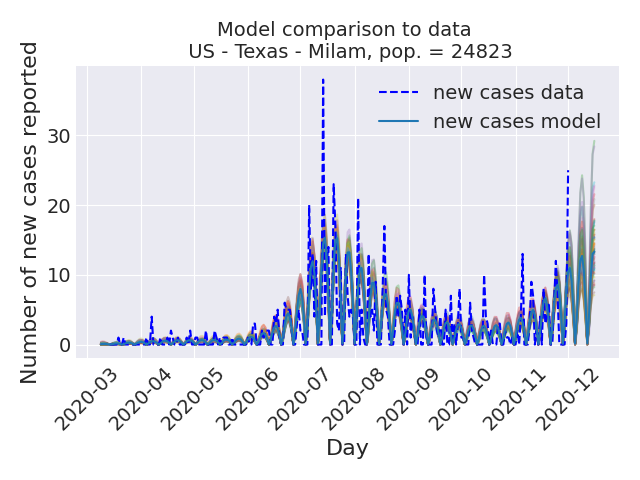 Model comparison to data
US - Texas - Milam, pop. = 24823
Number of new cases reported
30
20
10
0
new cases data
new cases model
2020-03
2020-04
2020-05
2020-06
2020-07
2020-08
2020-09
2020-10
2020-11
2020-12
Day